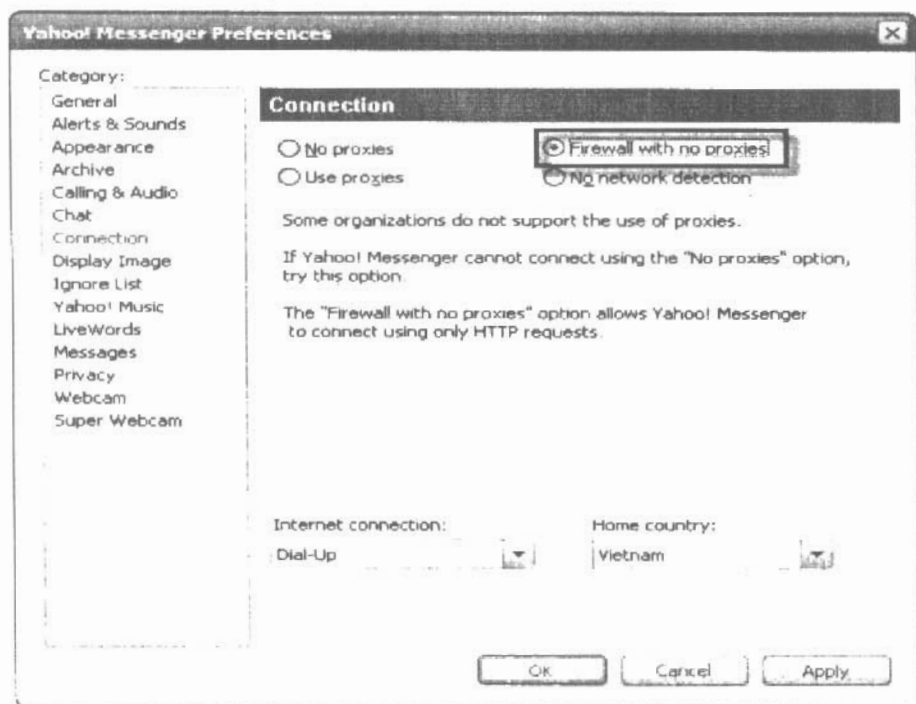 Yahoo! Messenger Preferences
Category:
General
Alerts & Sounds
Appearance
Archive
Calling & Audio
Chat
Connection
Display Image
Ignore List
Yahoo! Music
LiveWords
Messages
Privacy
Webcam
Super Webcam
Connection
No proxies
Firewall with no proxies
Use proxies
No network detection
Some organizations do not support the use of proxies.
If Yahoo! Messenger cannot connect using the "No proxies" option,
try this option.
The "Firewall with no proxies" option allows Yahoo! Messenger
to connect using only HTTP requests.
Internet connection:
Home country:
Dial-Up
Vietnam
OK
Cancel
Apply